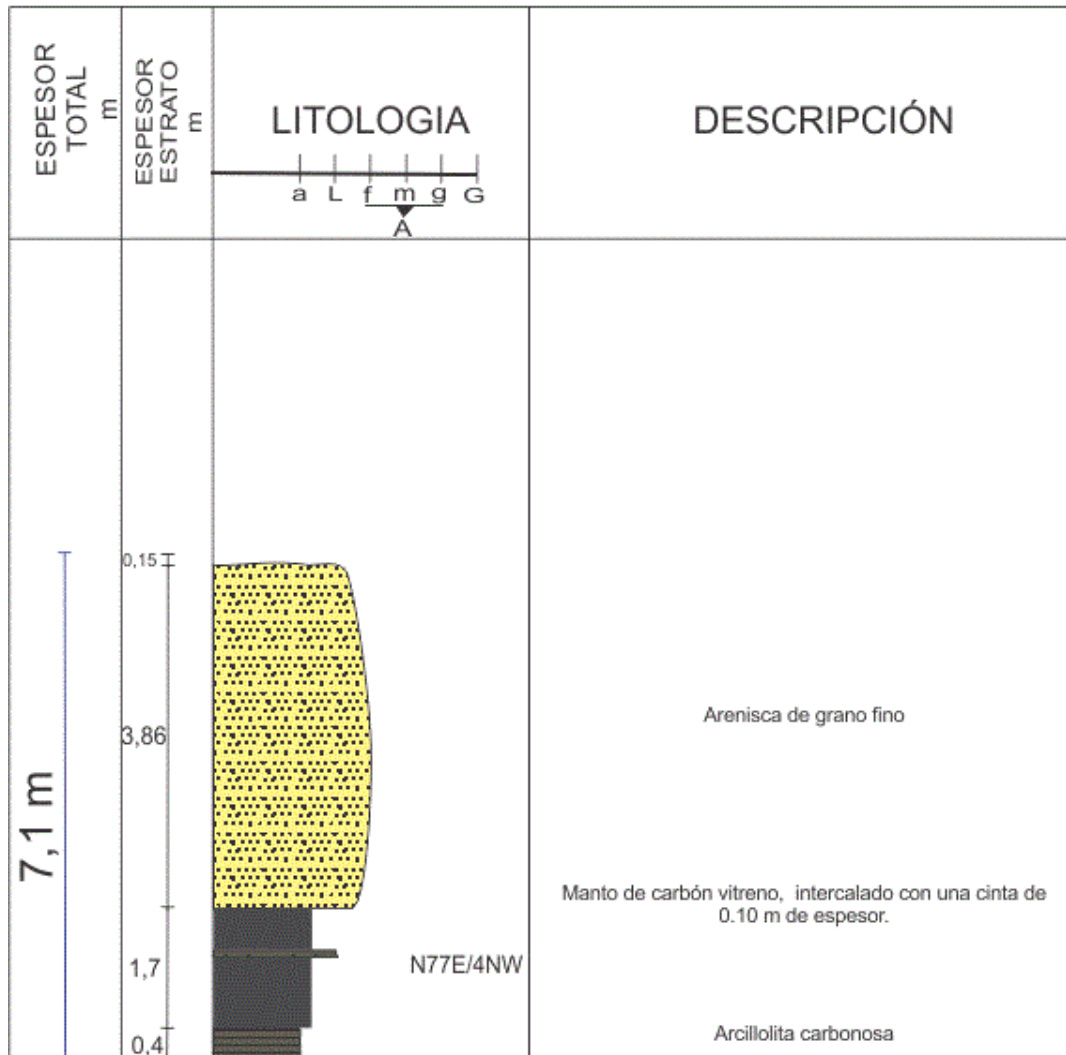 ESPESOR
TOTAL
m
ESPESOR
ESTRATO
m
LITOLOGIA
a L f m g G
A
DESCRIPCIÓN
0,15
3,86
Arenisca de grano fino
7,1 m
Manto de carbón vitreno, intercalado con una cinta de
0.10 m de espesor.
1,7
N77E/4NW
0,4
Arcillolita carbonosa